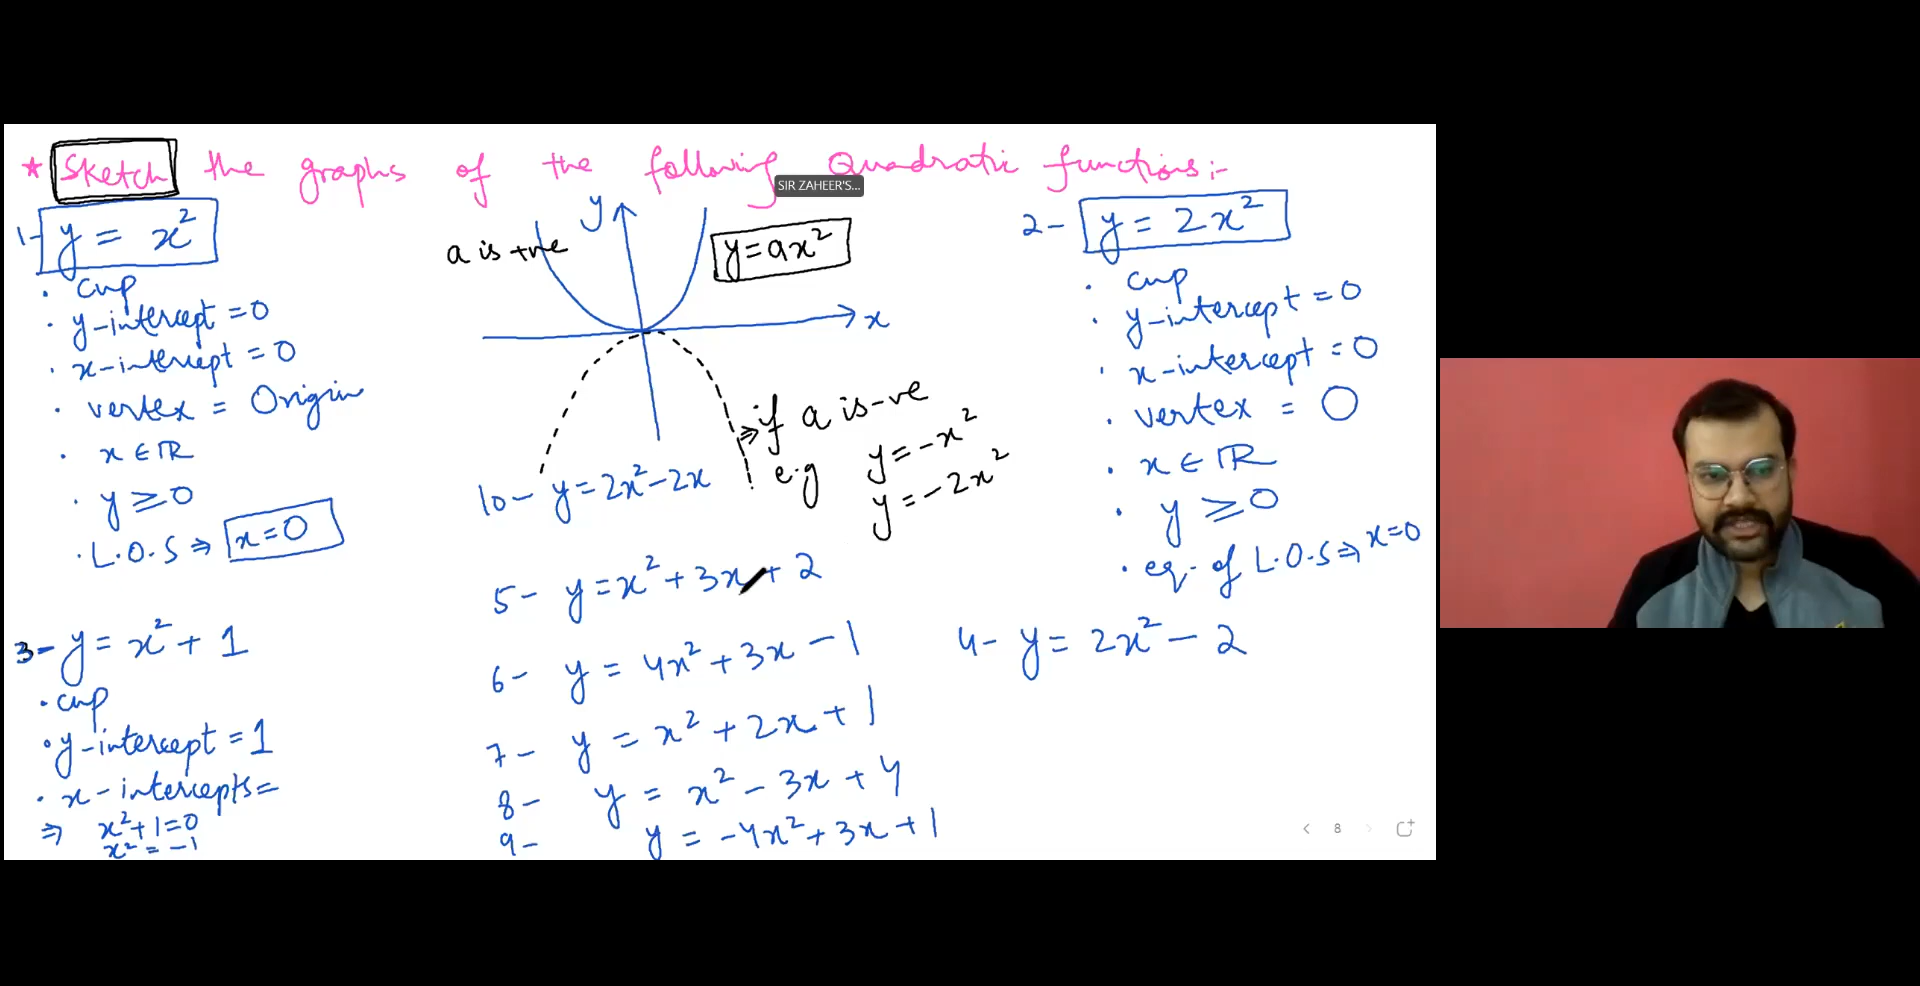 * Sketch the graphs of the following Quadratic functions:-
SIR ZAHEER'S...
1- y = x²
· cup
· y-intercept = 0
· x-intercept = 0
· vertex = Origin
· x ∈ ℝ
· y ≥ 0
· L.O.S ⇒ x=0
a is +ve
y
y=ax²
x
⇒ if a is -ve
e.g y = -x²
y = -2x²
2- y = 2x²
· cup
· y-intercept = 0
· x-intercept = 0
· vertex = 0
· x ∈ ℝ
· y ≥ 0
· eq. of L.O.S ⇒ x=0
3- y = x² + 1
· cup
· y-intercept = 1
· x-intercepts =
⇒ x²+1=0
x² = -1
10- y = 2x²-2x
5- y = x² + 3x + 2
6- y = 4x² + 3x - 1
7- y = x² + 2x + 1
8- y = x² - 3x + 4
9- y = -4x² + 3x + 1
4- y = 2x² - 2
< 8 >